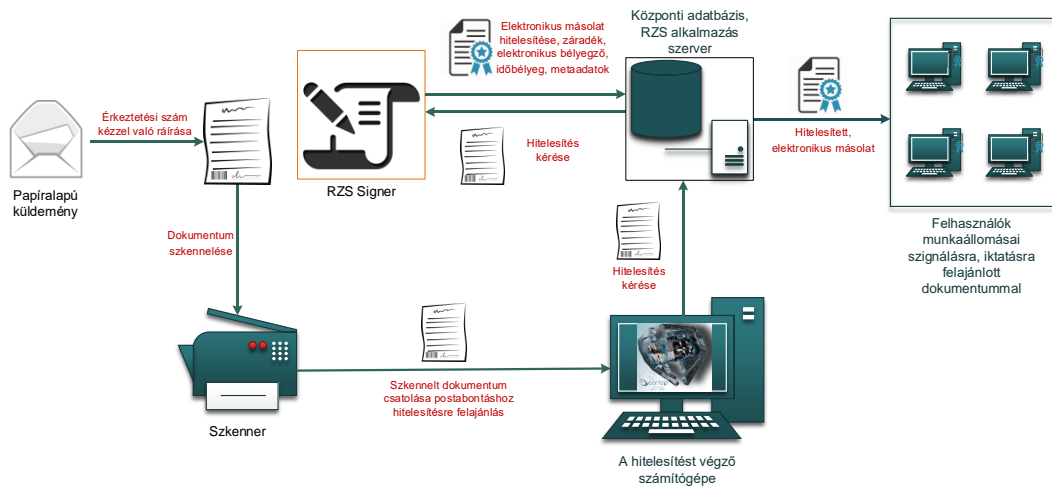 Elektronikus másolat
hitelesítése, záradék,
elektronikus bélyegző,
időbélyeg, metaadatok
Központi adatbázis,
RZS alkalmazás
szerver
Érkeztetési szám
kézzel való ráírása
Hitelesítés
kérése
Hitelesített,
elektronikus másolat
Papíralapú
küldemény
RZS Signer
Dokumentum
szkennelése
Hitelesítés
kérése
Felhasználók
munkaállomásai
szignálásra, iktatásra
felajánlott
dokumentummal
Szkennelt dokumentum
csatolása postabontáshoz
hitelesítésre felajánlás
Szkenner
A hitelesítést végző
számítógépe